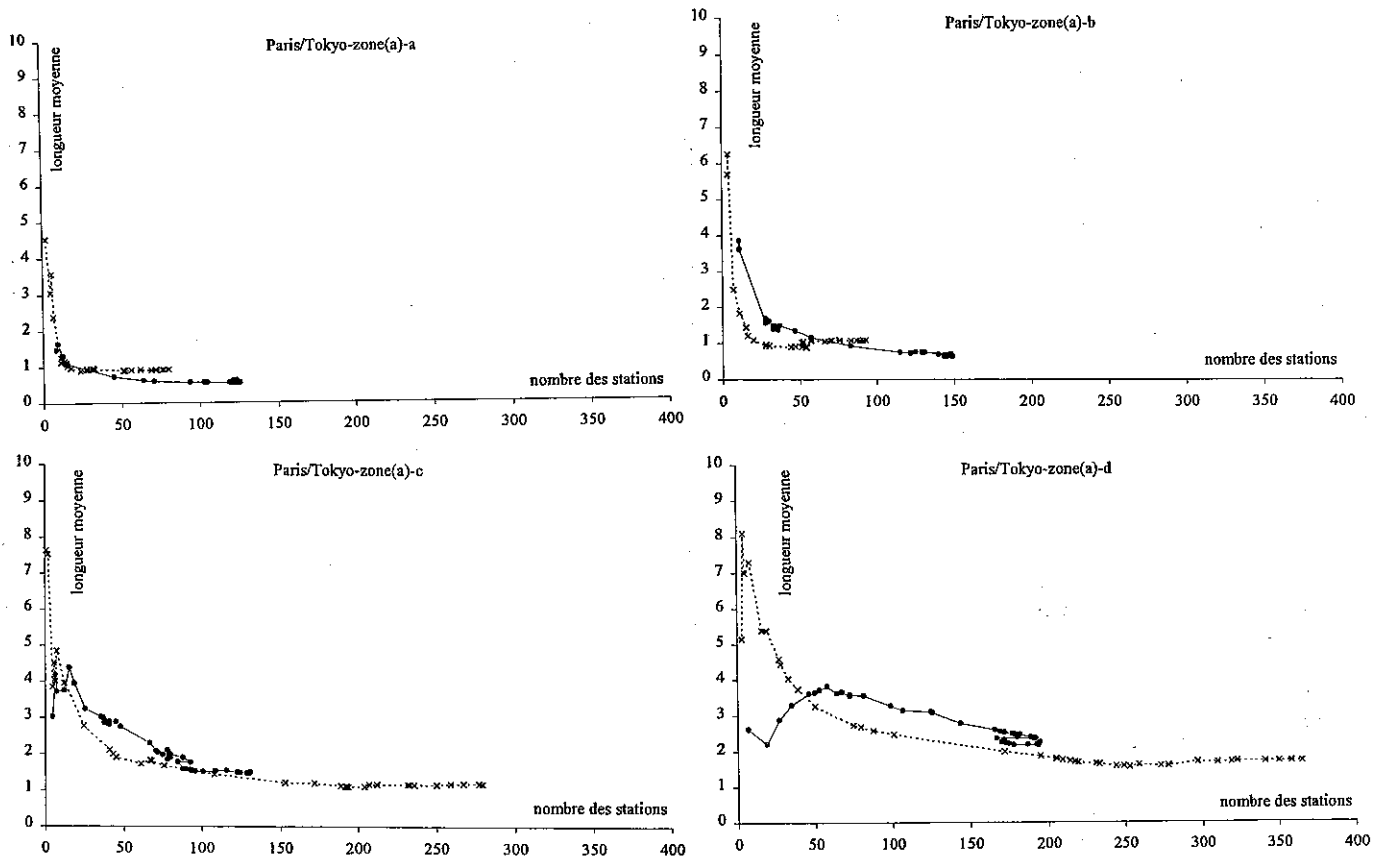 Paris/Tokyo-zone(a)-a
longueur moyenne
10
9
8
7
6
5
4
3
2
1
0
nombre des stations
0 50 100 150 200 250 300 350 400
Paris/Tokyo-zone(a)-b
longueur moyenne
10
9
8
7
6
5
4
3
2
1
0
nombre des stations
0 50 100 150 200 250 300 350 400
Paris/Tokyo-zone(a)-c
longueur moyenne
10
9
8
7
6
5
4
3
2
1
0
nombre des stations
0 50 100 150 200 250 300 350 400
Paris/Tokyo-zone(a)-d
longueur moyenne
10
9
8
7
6
5
4
3
2
1
0
nombre des stations
0 50 100 150 200 250 300 350 400